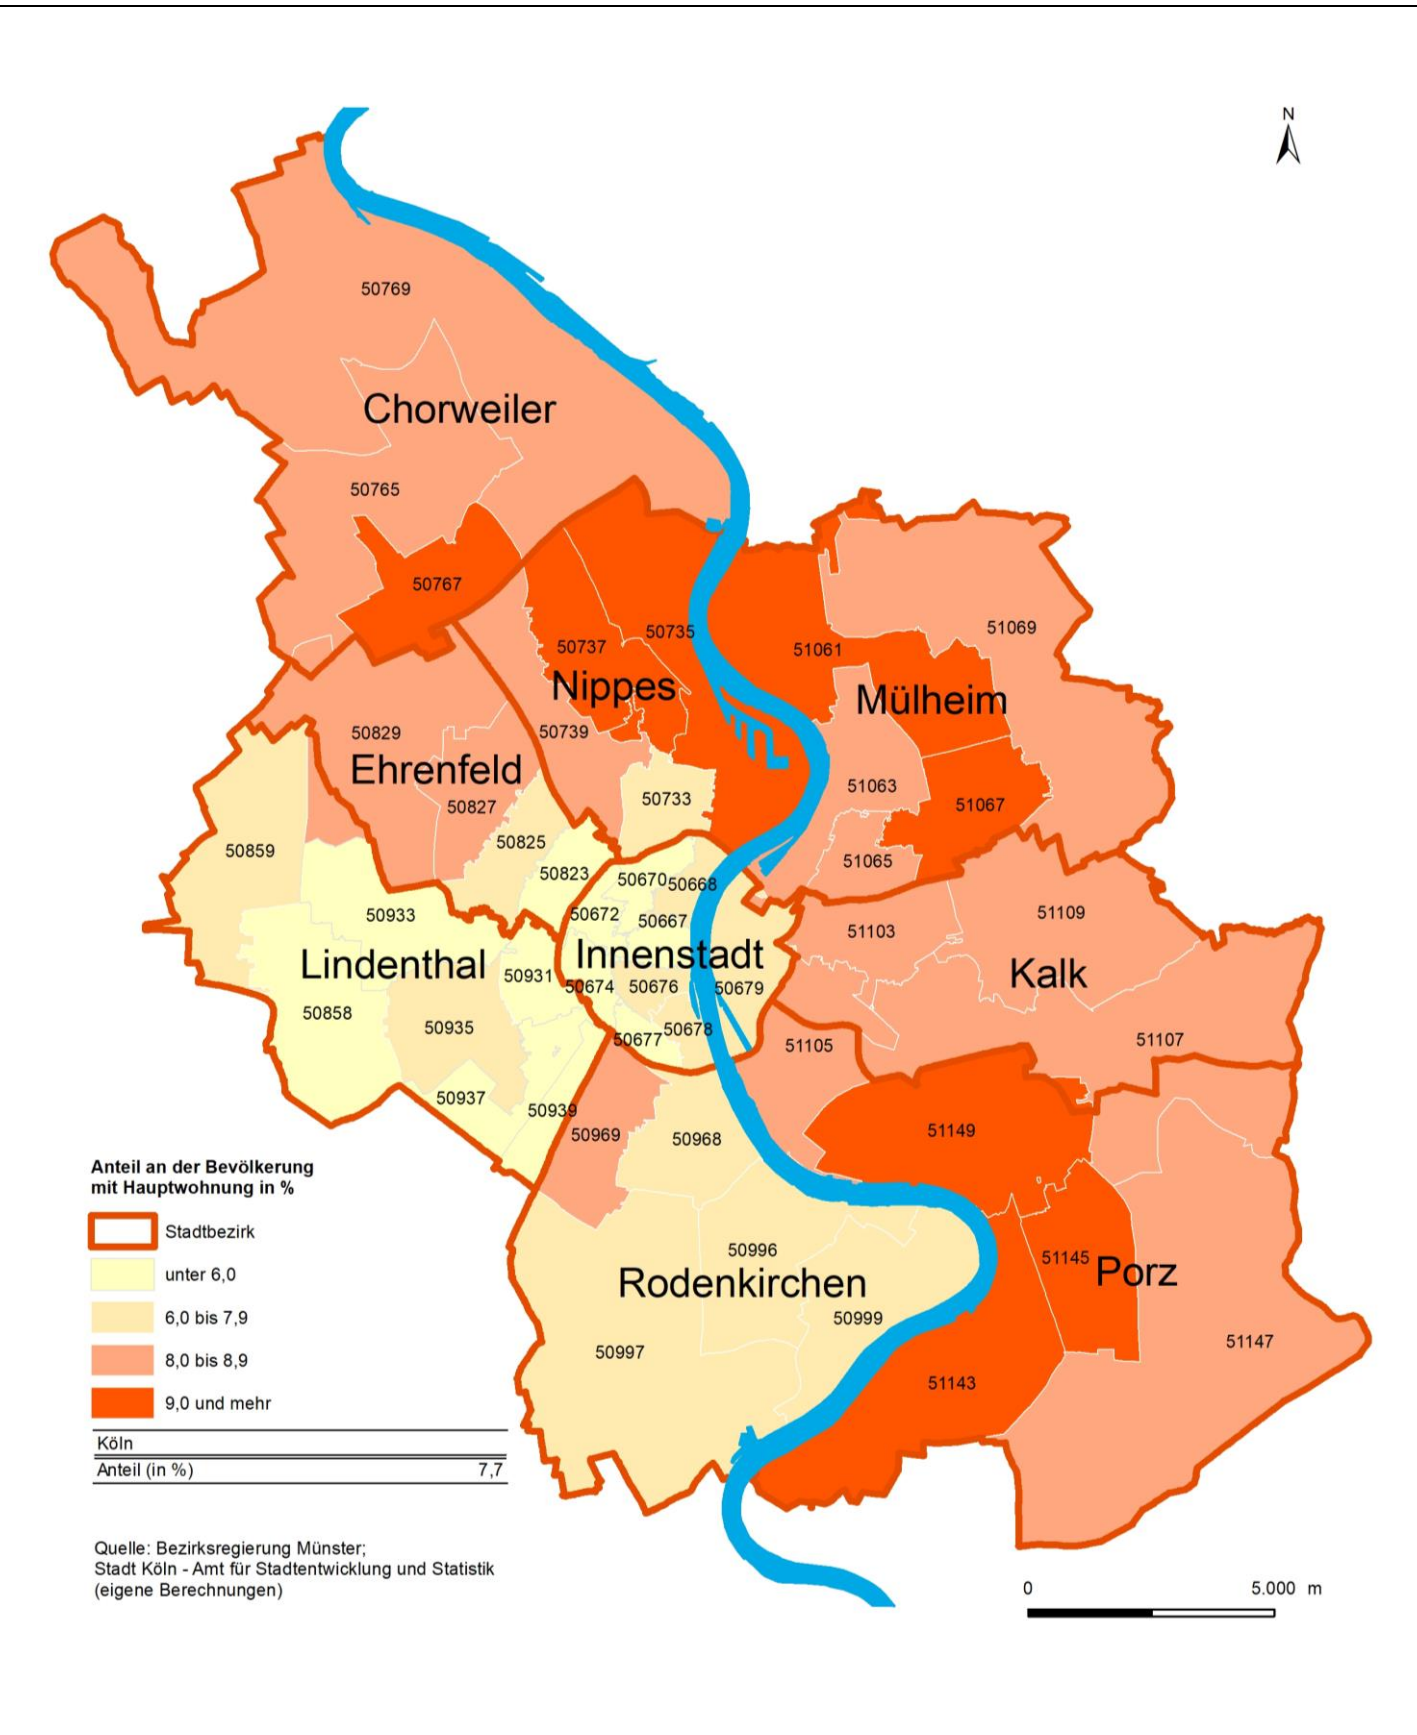 N
50769
Chorweiler
50765
50767
50737
50735
51061
51069
Nippes
Mülheim
50829
50739
Ehrenfeld
51063
50827
50733
51067
50825
50859
51065
50823
50670
50668
50933
50672
50667
51109
51103
Lindenthal
Innenstadt
Kalk
50931
50674
50676
50679
50858
50935
50678
50677
51105
51107
50937
50939
50969
50968
51149
Anteil an der Bevölkerung
mit Hauptwohnung in %
Stadtbezirk
unter 6,0
6,0 bis 7,9
8,0 bis 8,9
9,0 und mehr
50996
51145
Porz
Rodenkirchen
50999
50997
51147
51143
Köln
Anteil (in %) 7,7
Quelle: Bezirksregierung Münster;
Stadt Köln - Amt für Stadtentwicklung und Statistik
(eigene Berechnungen)
0 5.000 m